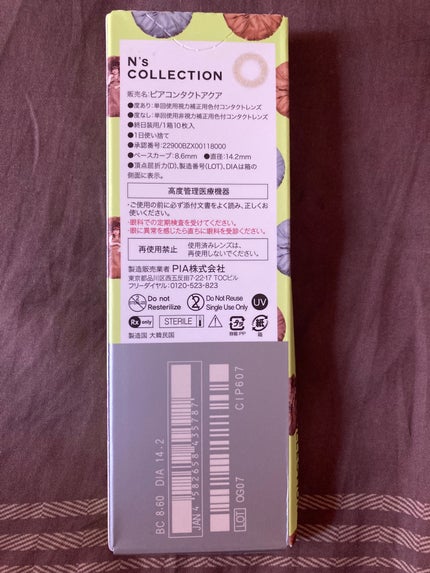 N's
COLLECTION
販売名:ピアコンタクトアクア
●度あり:単回使用視力補正用色付コンタクトレンズ
●度なし:単回使用非視力補正用色付コンタクトレンズ
●終日装用/1箱10枚入
●1日使い捨て
●承認番号:22900BZX00118000
●ベースカーブ:8.6mm ●直径:14.2mm
●頂点屈折力(D)、製造番号(LOT)、DIAは箱の
側面に表示。
高度管理医療機器
・ご使用の前に必ず添付文書をよく読み、正しくお
使いください。
・眼科での定期検査を受けてください。
・眼に異常を感じたら直ちに眼科を受診ください。
再使用禁止
使用済みレンズは、
再使用しないでください。
製造販売業者 PIA株式会社
東京都品川区西五反田7-22-17 TOCビル
フリーダイヤル:0120-523-823
Do not
Resterilize
Do Not Reuse
Single Use Only
UV
Rx only
STERILE
容器 PP
紙
箱
製造国 大韓民国
BC 8.60 DIA 14.2
JAN 4 582658 435787
CIP607
LOT OG07